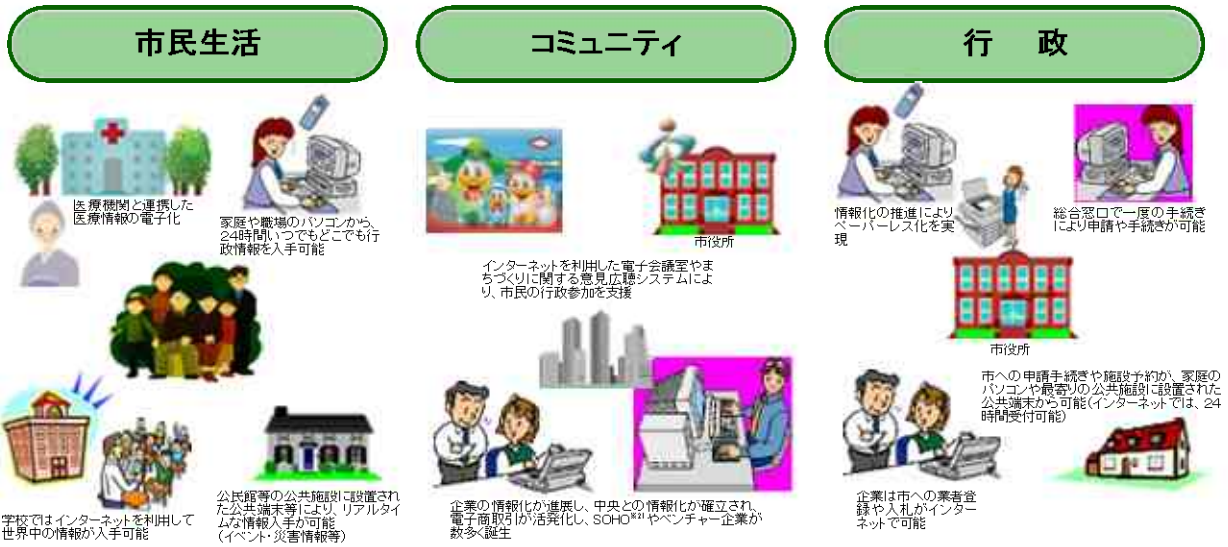 市民生活
医療機関と連携した
医療情報の電子化
家庭や職場のパソコンから、
24時間いつでもどこでも行
政情報を入手可能
学校ではインターネットを利用して
世界中の情報が入手可能
公民館等の公共施設に設置され
た公共端末等により、リアルタイ
ムな情報入手が可能
(イベント・災害情報等)
コミュニティ
市役所
インターネットを利用した電子会議室やま
ちづくりに関する意見広聴システムによ
り、市民の行政参加を支援
企業の情報化が進展し、中央との情報化が確立され、
電子商取引が活発化し、SOHO※21やベンチャー企業が
数多く誕生
行 政
情報化の推進により
ペーパーレス化を実
現
総合窓口で一度の手続き
により申請や手続きが可能
市役所
市への申請手続きや施設予約が、家庭の
パソコンや最寄りの公共施設に設置された
公共端末から可能(インターネットでは、24
時間受付可能)
企業は市への業者登
録や入札がインター
ネットで可能